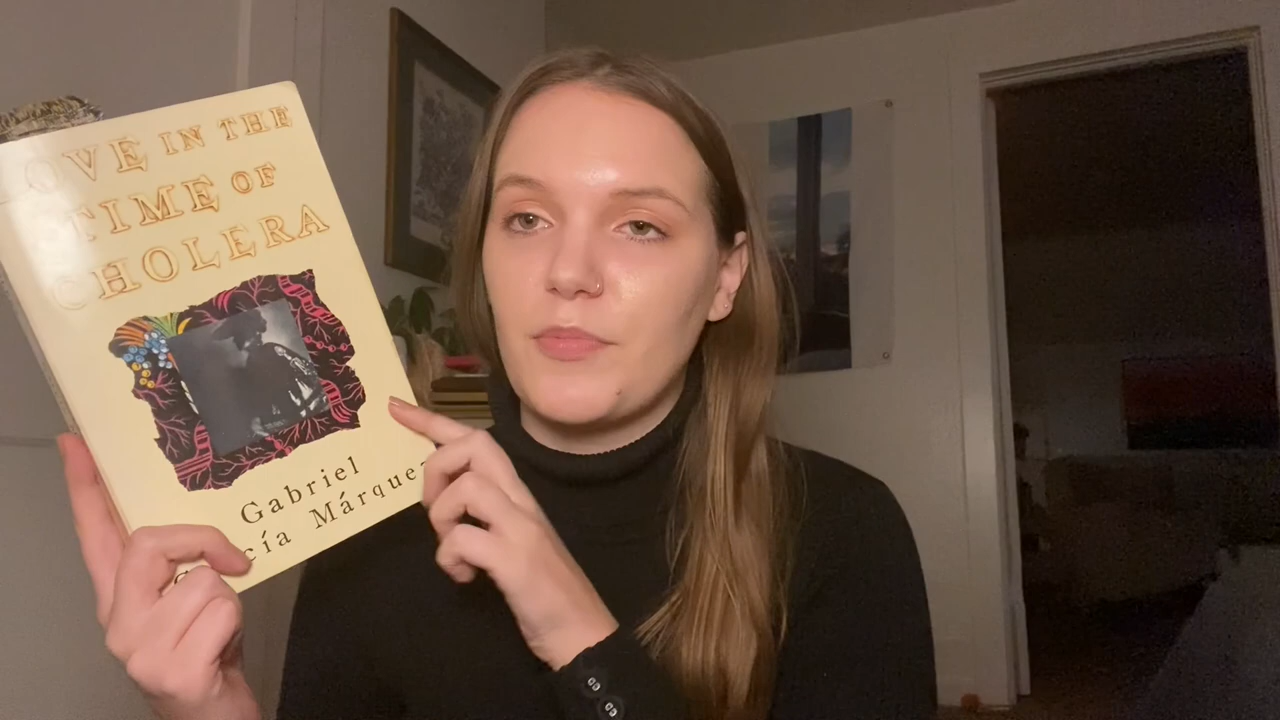 OVE IN THE
TIME OF
CHOLERA
Gabriel
cía Márque